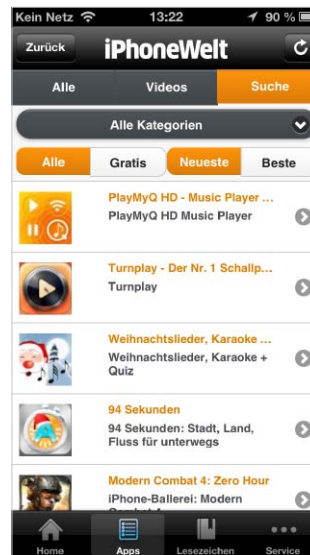 Kein Netz 13:22 90 %
Zurück iPhoneWelt
Alle Videos Suche
Alle Kategorien
Alle Gratis Neueste Beste
PlayMyQ HD - Music Player ...
PlayMyQ HD Music Player
Turnplay - Der Nr. 1 Schallp...
Turnplay
Weihnachtslieder, Karaoke ...
Weihnachtslieder, Karaoke +
Quiz
94 Sekunden
94 Sekunden: Stadt, Land,
Fluss für unterwegs
Modern Combat 4: Zero Hour
iPhone-Ballerei: Modern
Combat 4
Home Apps Lesezeichen Service